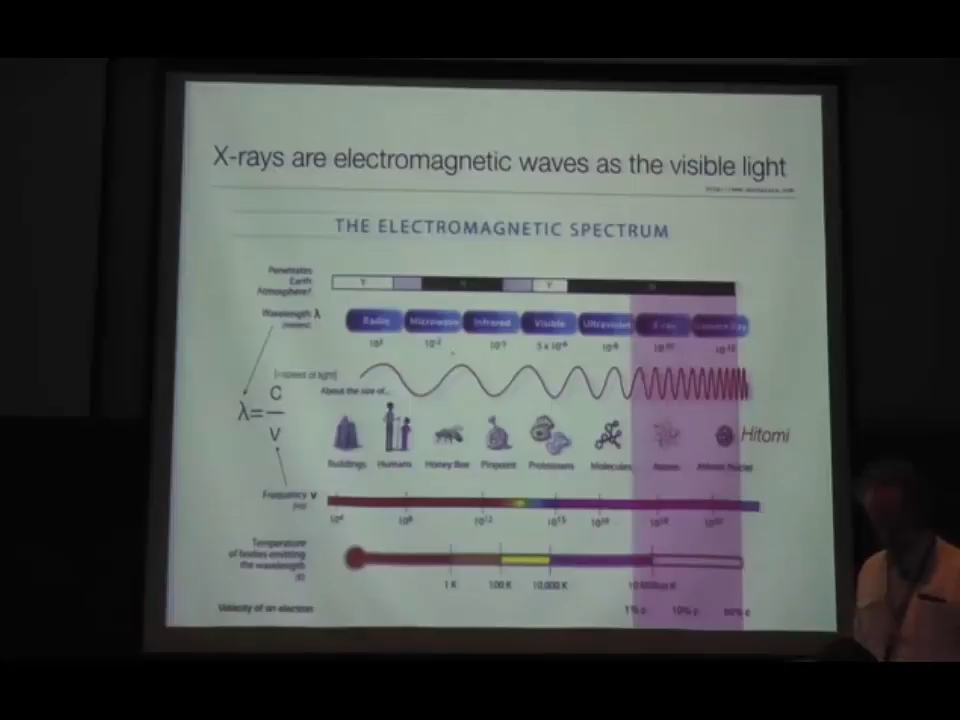 X-rays are electromagnetic waves as the visible light
THE ELECTROMAGNETIC SPECTRUM
Penetrates
Earth
Atmosphere?
Y N Y N
Wavelength λ
(meters)
Radio Microwave Infrared Visible Ultraviolet X-ray Gamma Ray
10³ 10⁻² 10⁻⁵ 5 x 10⁻⁶ 10⁻⁸ 10⁻¹⁰ 10⁻¹²
[=speed of light]
About the size of...
λ= C / ν
Hitomi
Buildings Humans Honey Bee Pinpoint Protozoans Molecules Atoms Atomic Nuclei
Frequency ν
(Hz)
10⁴ 10⁸ 10¹² 10¹⁵ 10¹⁶ 10¹⁸ 10²⁰
Temperature
of bodies emitting
the wavelength
(K)
1 K 100 K 10,000 K
Velocity of an electron
1% c 10% c